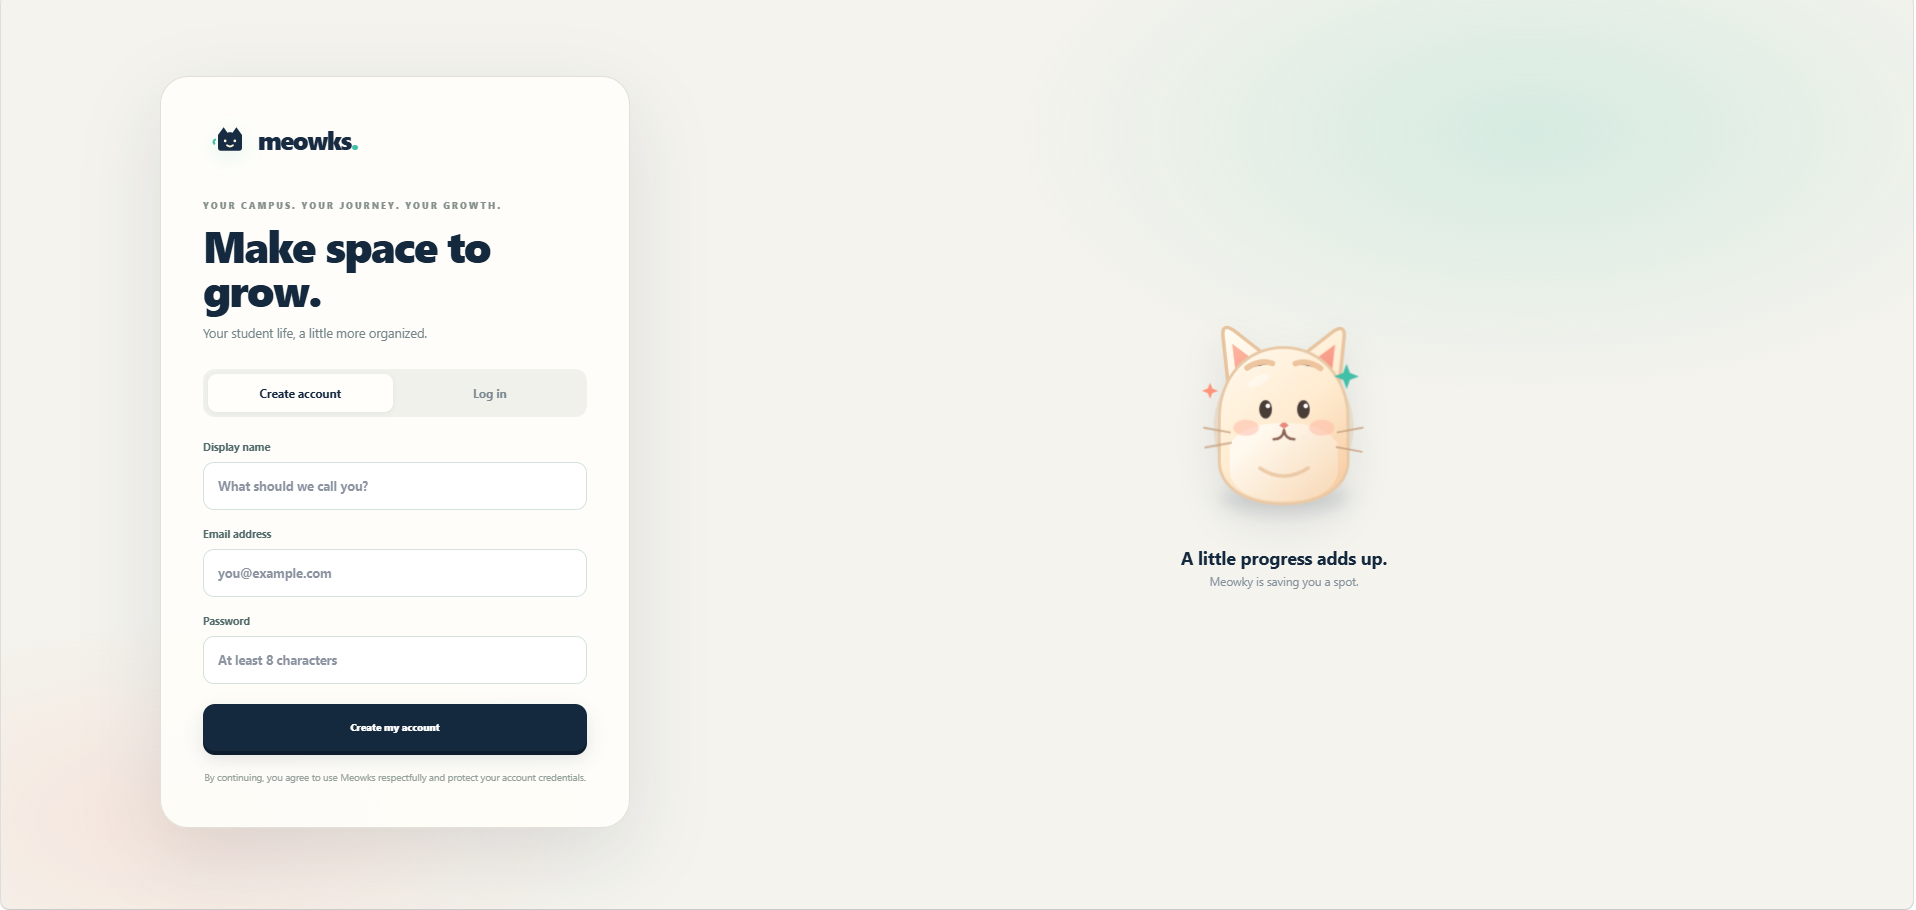 meowks.
YOUR CAMPUS. YOUR JOURNEY. YOUR GROWTH.
Make space to
grow.
Your student life, a little more organized.
Create account
Log in
Display name
What should we call you?
Email address
you@example.com
Password
At least 8 characters
Create my account
By continuing, you agree to use Meowks respectfully and protect your account credentials.
A little progress adds up.
Meowky is saving you a spot.